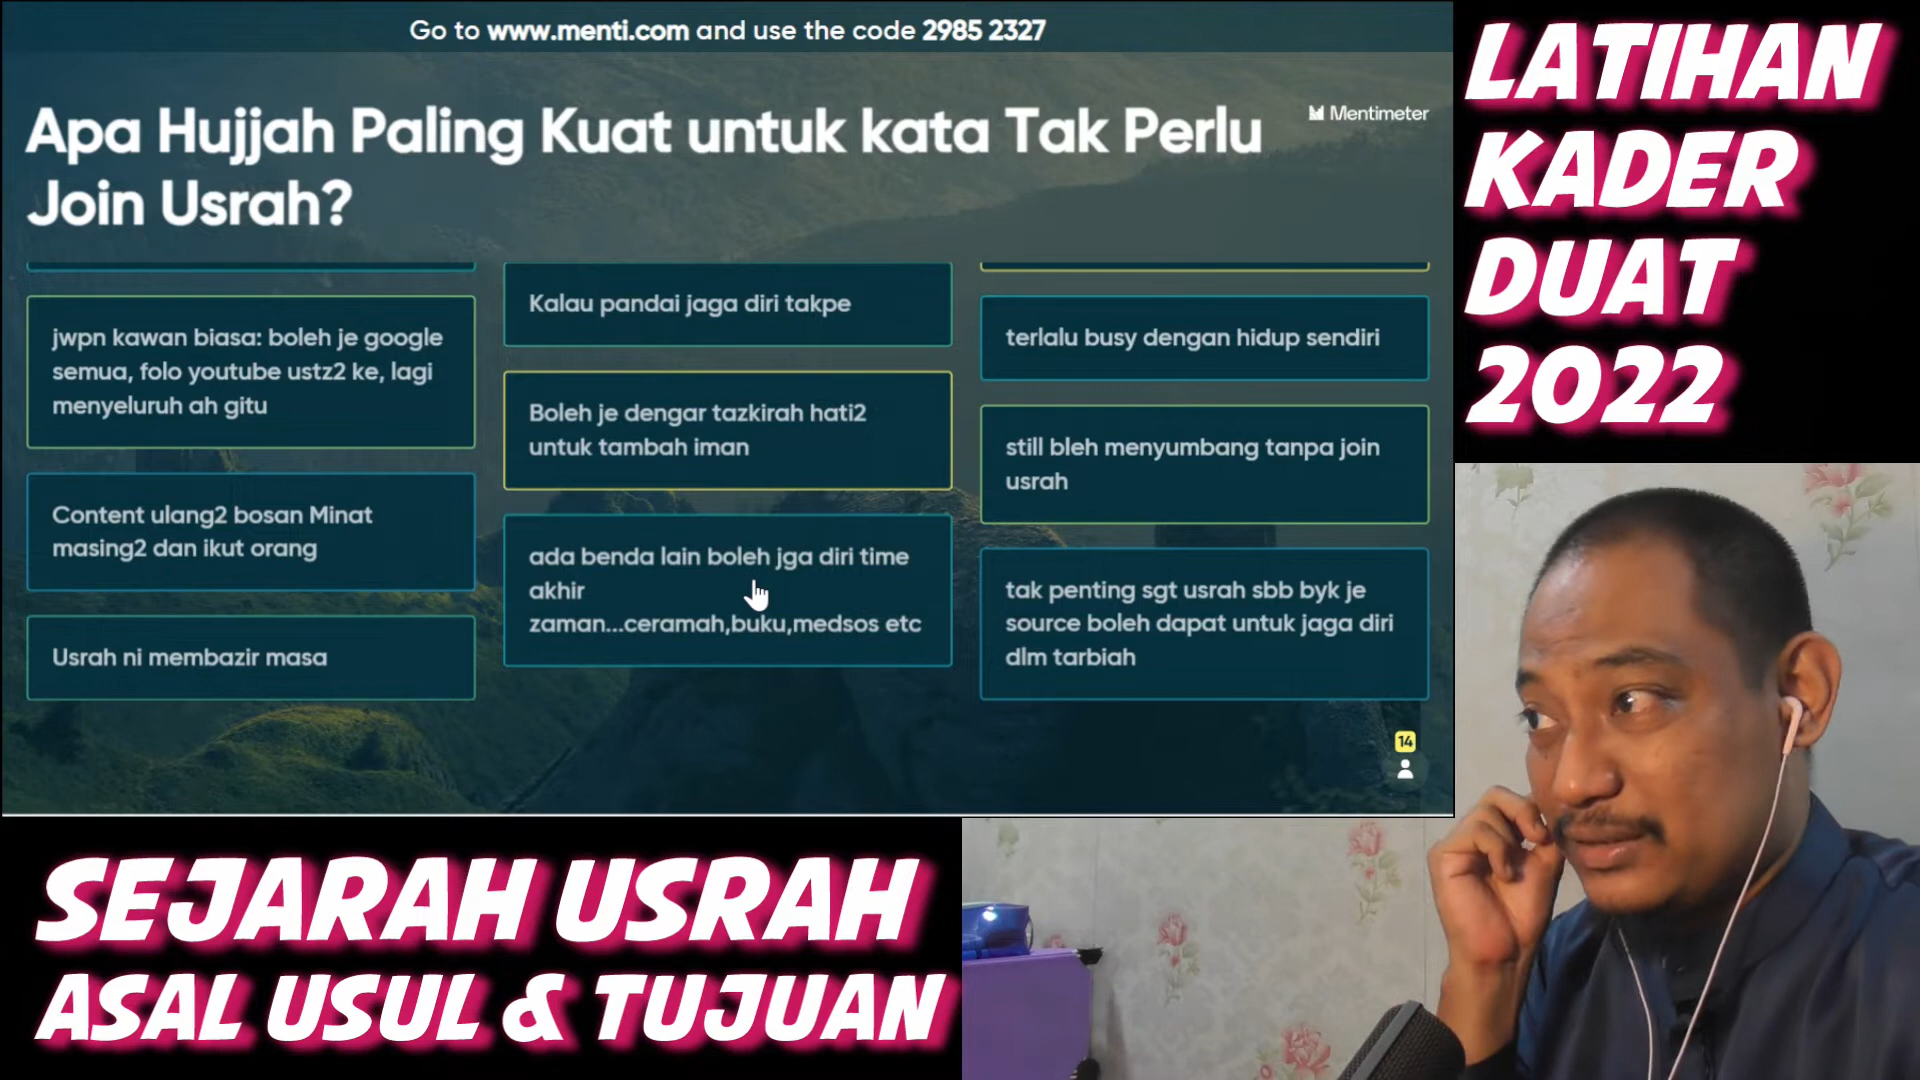 Go to www.menti.com and use the code 2985 2327
Mentimeter
Apa Hujjah Paling Kuat untuk kata Tak Perlu
Join Usrah?
jwpn kawan biasa: boleh je google
semua, folo youtube ustz2 ke, lagi
menyeluruh ah gitu
Content ulang2 bosan Minat
masing2 dan ikut orang
Usrah ni membazir masa
Kalau pandai jaga diri takpe
Boleh je dengar tazkirah hati2
untuk tambah iman
ada benda lain boleh jga diri time
akhir
zaman...ceramah,buku,medsos etc
terlalu busy dengan hidup sendiri
still bleh menyumbang tanpa join
usrah
tak penting sgt usrah sbb byk je
source boleh dapat untuk jaga diri
dlm tarbiah
14
LATIHAN
KADER
DUAT
2022
SEJARAH USRAH
ASAL USUL & TUJUAN